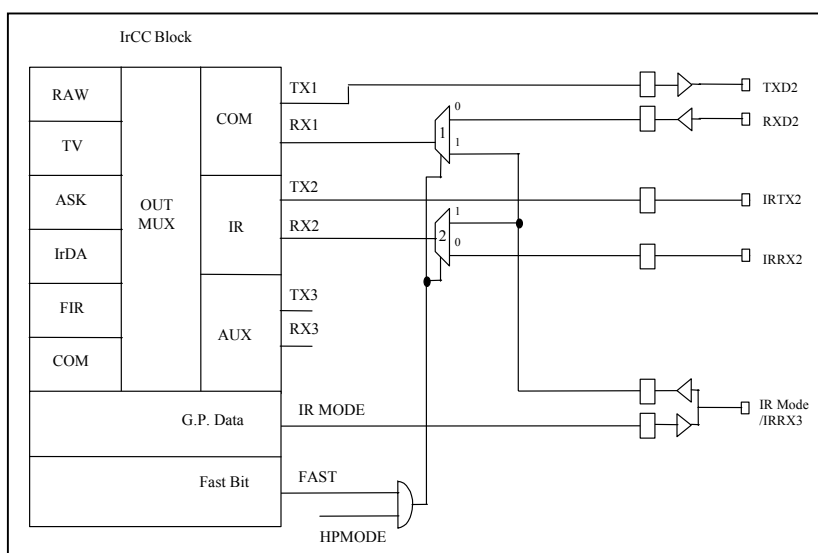 IrCC Block
RAW
TV
ASK
IrDA
FIR
COM
OUT
MUX
COM
IR
AUX
G.P. Data
Fast Bit
TX1
RX1
TX2
RX2
TX3
RX3
IR MODE
FAST
HPMODE
0
1
1
1
2
0
TXD2
RXD2
IRTX2
IRRX2
IR Mode
/IRRX3